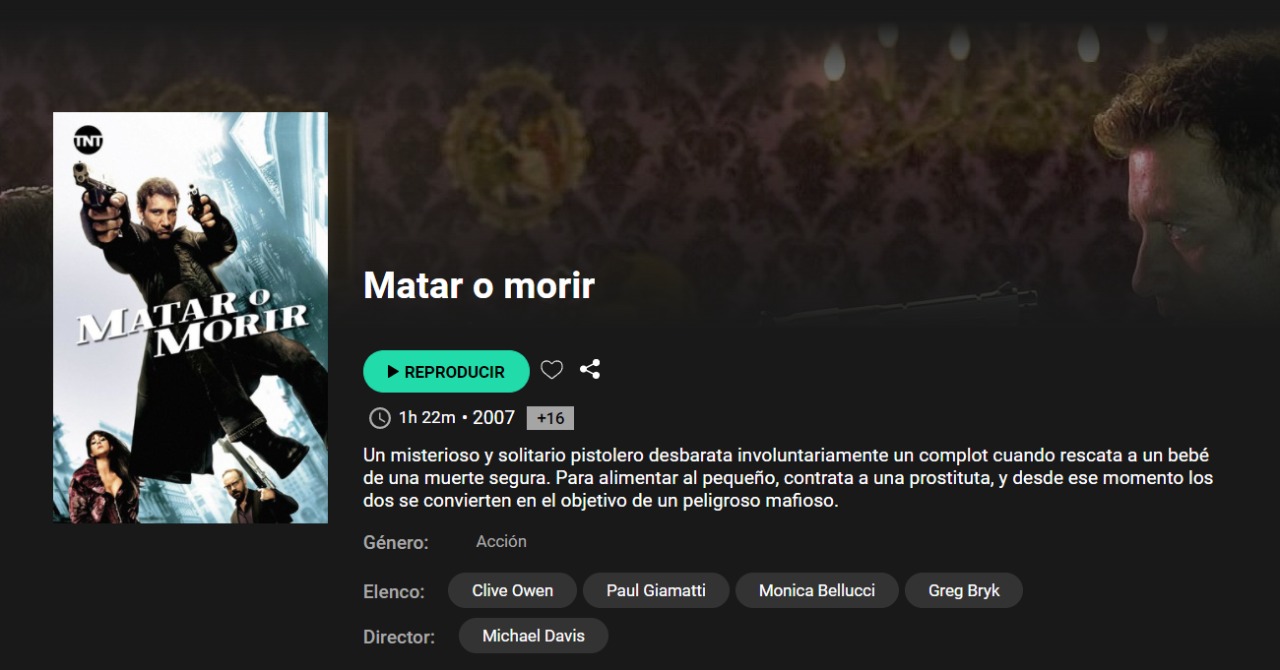 TNT
MATAR O
MORIR
Matar o morir
REPRODUCIR
1h 22m • 2007 +16
Un misterioso y solitario pistolero desbarata involuntariamente un complot cuando rescata a un bebé
de una muerte segura. Para alimentar al pequeño, contrata a una prostituta, y desde ese momento los
dos se convierten en el objetivo de un peligroso mafioso.
Género: Acción
Elenco: Clive Owen Paul Giamatti Monica Bellucci Greg Bryk
Director: Michael Davis